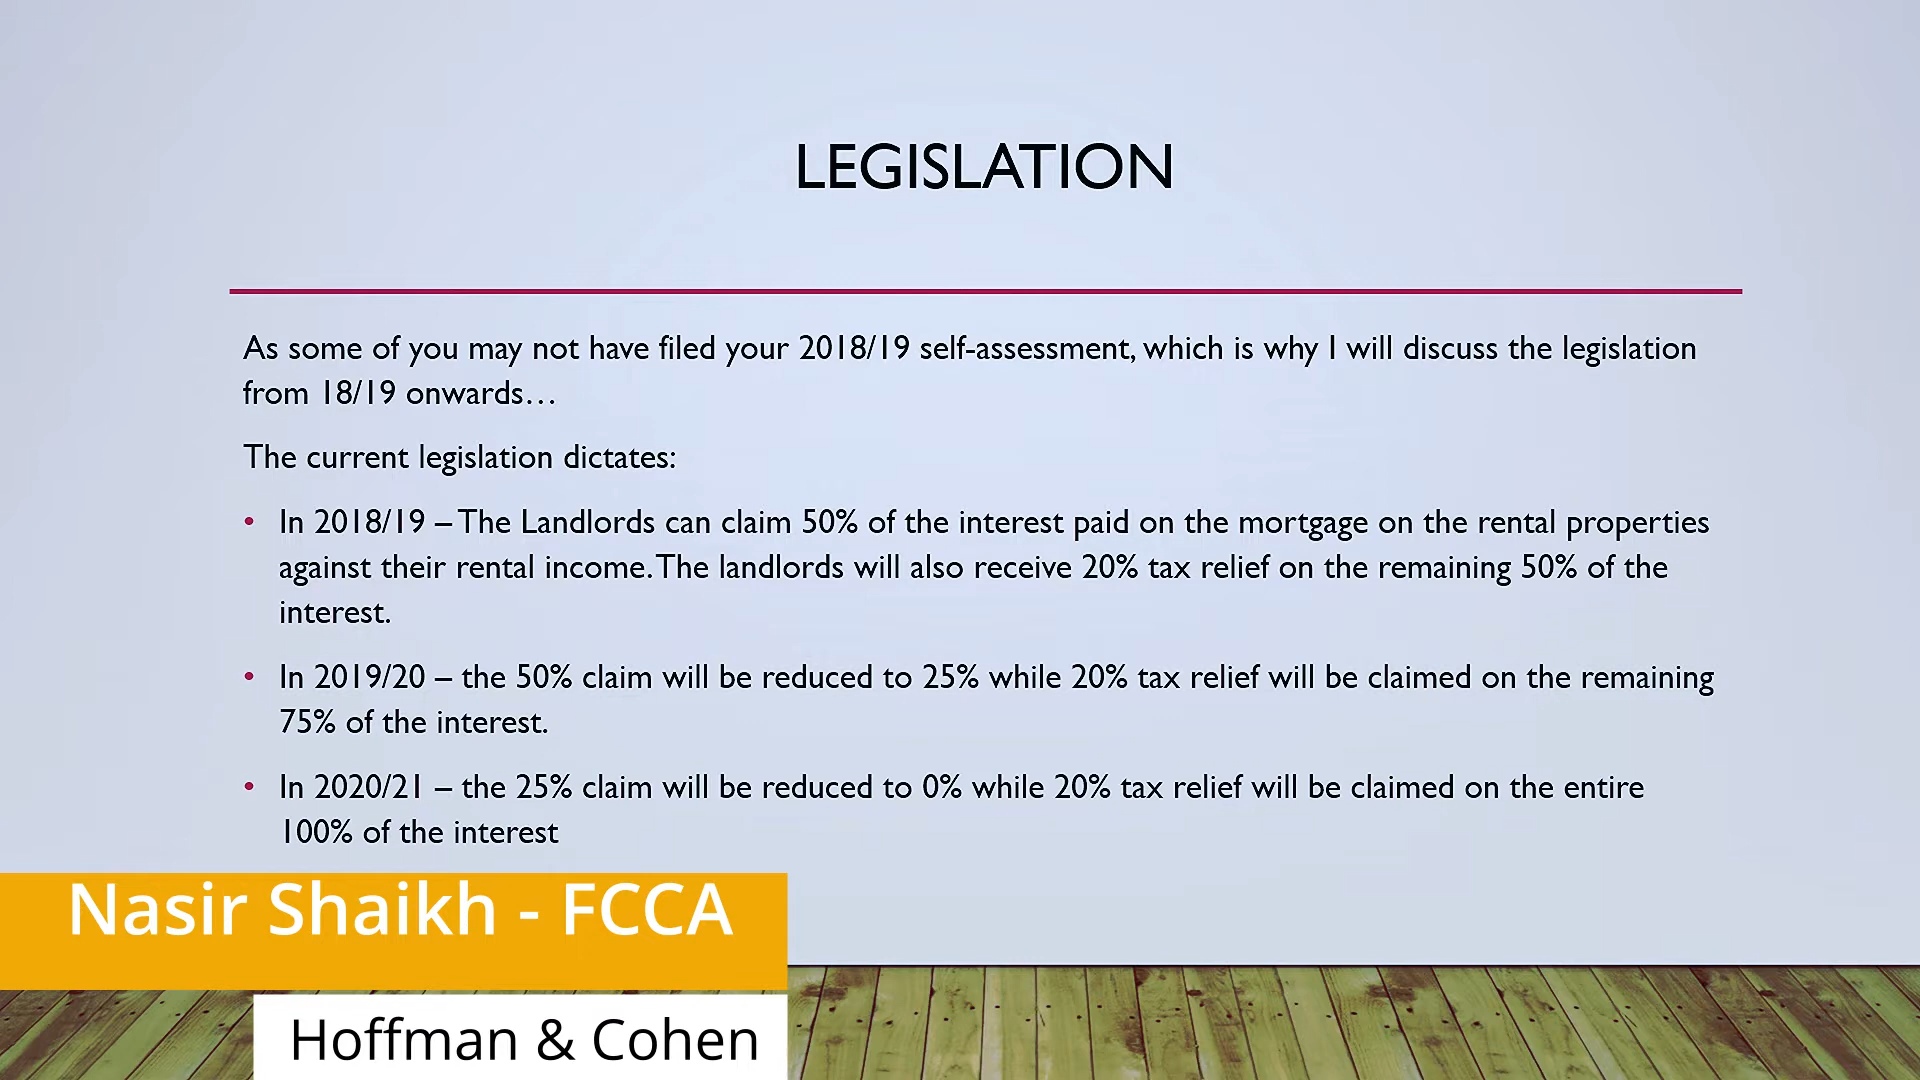 LEGISLATION
As some of you may not have filed your 2018/19 self-assessment, which is why I will discuss the legislation
from 18/19 onwards…
The current legislation dictates:
• In 2018/19 – The Landlords can claim 50% of the interest paid on the mortgage on the rental properties
against their rental income. The landlords will also receive 20% tax relief on the remaining 50% of the
interest.
• In 2019/20 – the 50% claim will be reduced to 25% while 20% tax relief will be claimed on the remaining
75% of the interest.
• In 2020/21 – the 25% claim will be reduced to 0% while 20% tax relief will be claimed on the entire
100% of the interest
Nasir Shaikh - FCCA
Hoffman & Cohen